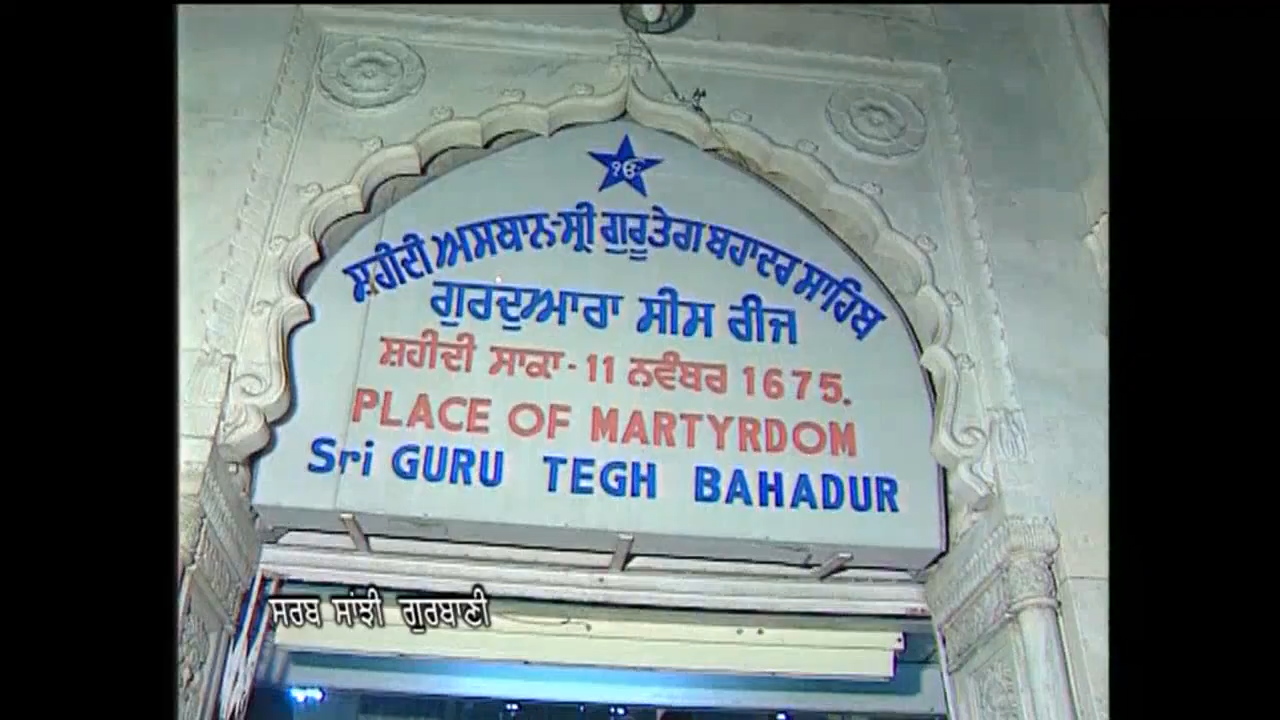 ੴ
ਸ਼ਹੀਦੀ ਅਸਥਾਨ-ਸ੍ਰੀ ਗੁਰੂ ਤੇਗ ਬਹਾਦਰ ਸਾਹਿਬ
ਗੁਰਦੁਆਰਾ ਸੀਸ ਗੰਜ
ਸ਼ਹੀਦੀ ਸਾਕਾ - 11 ਨਵੰਬਰ 1675.
PLACE OF MARTYRDOM
Sri GURU TEGH BAHADUR
ਸਰਬ ਸਾਂਝੀ ਗੁਰਬਾਣੀ